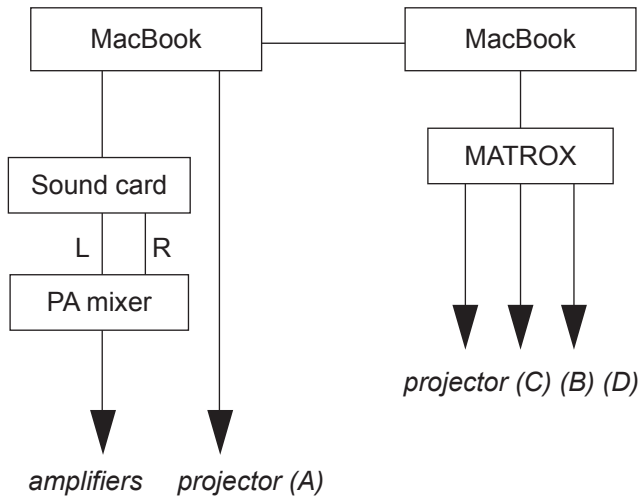 MacBook
MacBook
MATROX
Sound card
L R
PA mixer
projector (C) (B) (D)
amplifiers projector (A)